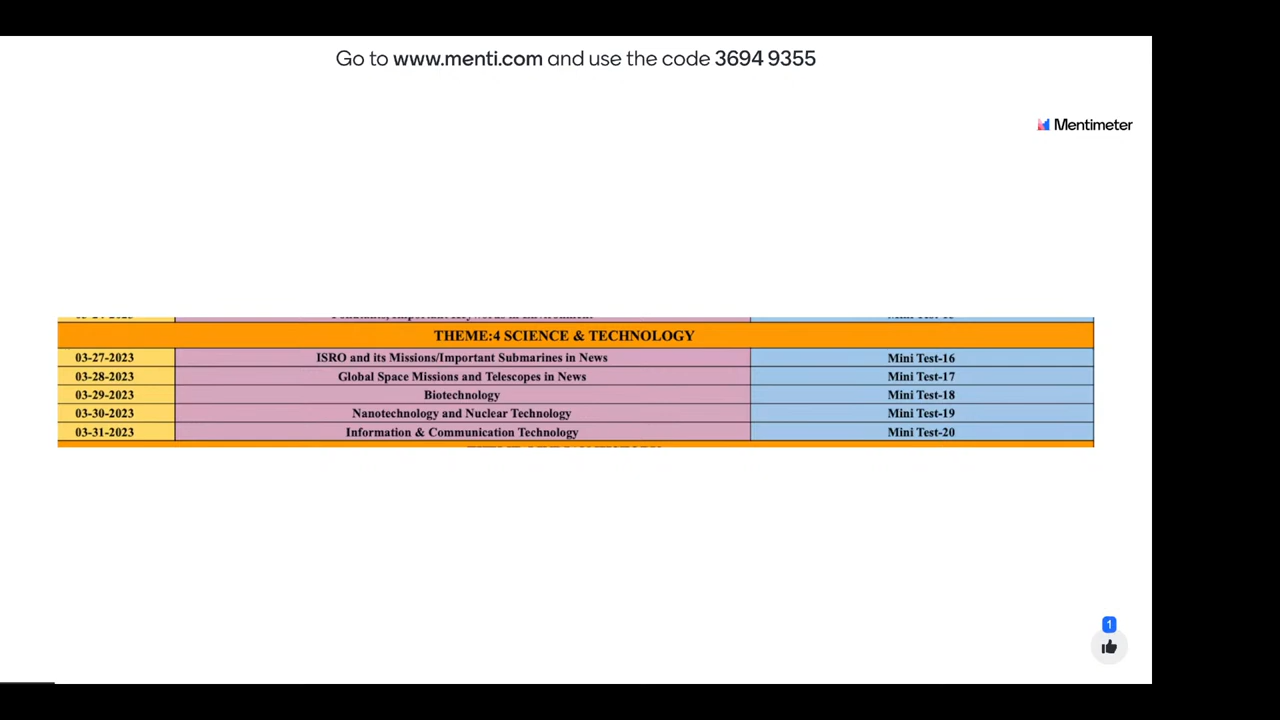 Go to www.menti.com and use the code 3694 9355
Mentimeter
THEME:4 SCIENCE & TECHNOLOGY
03-27-2023 ISRO and its Missions/Important Submarines in News Mini Test-16
03-28-2023 Global Space Missions and Telescopes in News Mini Test-17
03-29-2023 Biotechnology Mini Test-18
03-30-2023 Nanotechnology and Nuclear Technology Mini Test-19
03-31-2023 Information & Communication Technology Mini Test-20
1